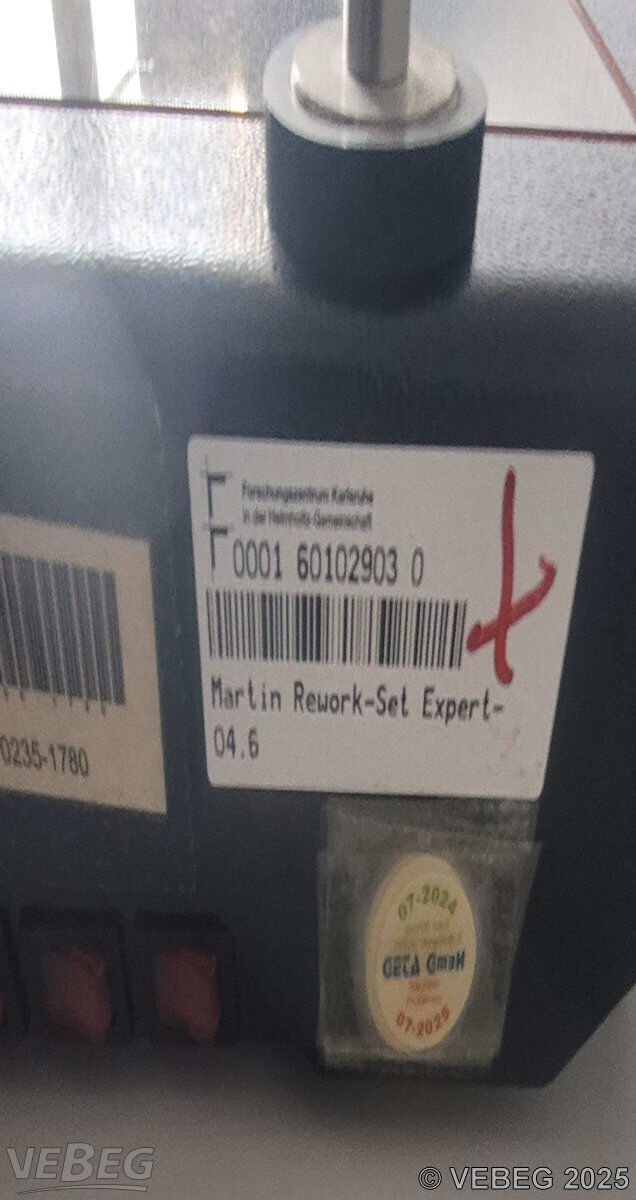 Forschungszentrum Karlsruhe
in der Helmholtz-Gemeinschaft
0001 60102903 0
Martin Rework-Set Expert-
04.6
0235-1780
07-2024
GETA GmbH
07-2025
VEBEG
© VEBEG 2025